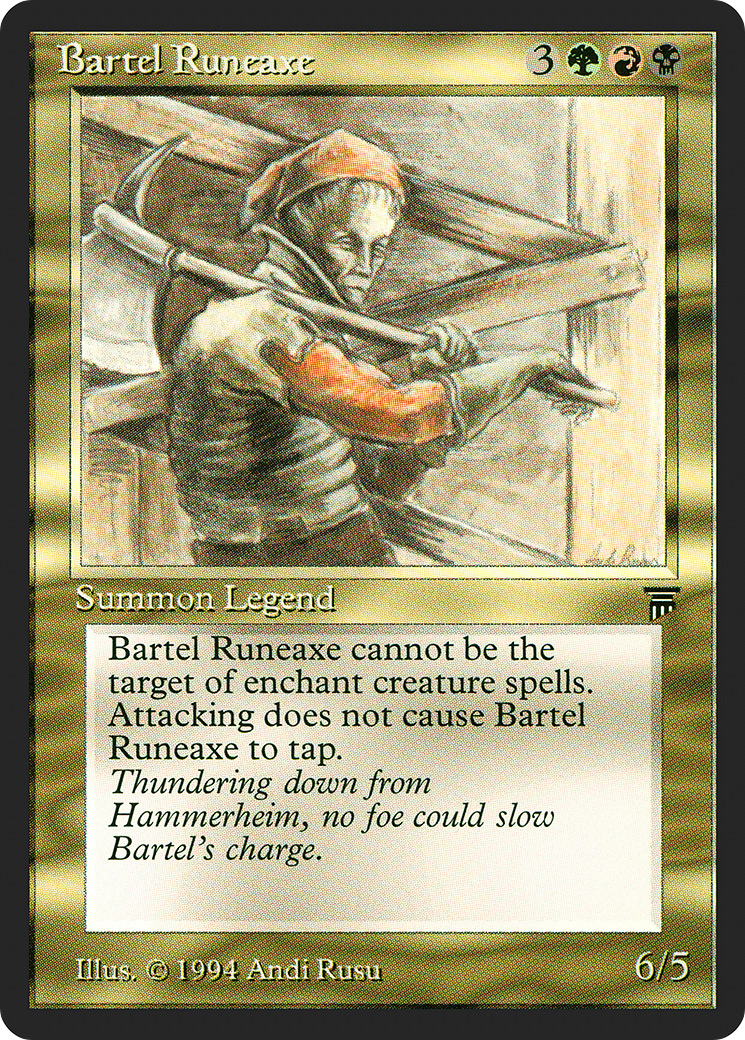 Bartel Runeaxe 3
Summon Legend
Bartel Runeaxe cannot be the
target of enchant creature spells.
Attacking does not cause Bartel
Runeaxe to tap.
Thundering down from
Hammerheim, no foe could slow
Bartel's charge.
Illus. © 1994 Andi Rusu 6/5